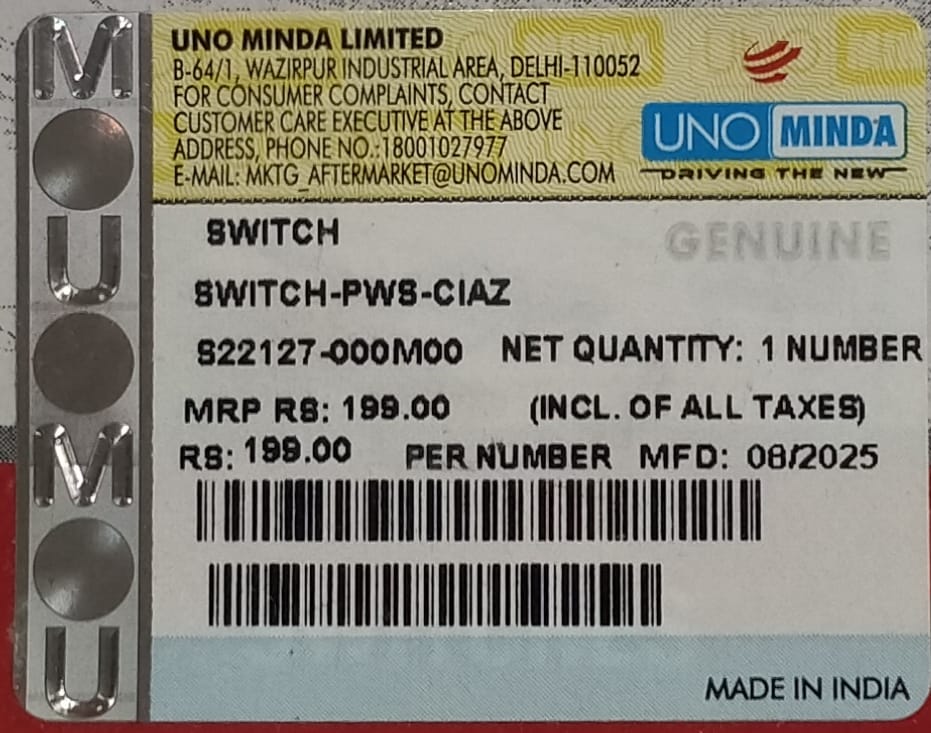 UNO MINDA LIMITED
B-64/1, WAZIRPUR INDUSTRIAL AREA, DELHI-110052
FOR CONSUMER COMPLAINTS, CONTACT
CUSTOMER CARE EXECUTIVE AT THE ABOVE
ADDRESS, PHONE NO.:18001027977
E-MAIL: MKTG_AFTERMARKET@UNOMINDA.COM
UNO MINDA
DRIVING THE NEW
GENUINE
SWITCH
SWITCH-PWS-CIAZ
S22127-000M00 NET QUANTITY: 1 NUMBER
MRP RS: 199.00 (INCL. OF ALL TAXES)
RS: 199.00 PER NUMBER MFD: 08/2025
MADE IN INDIA
M
U
M
U